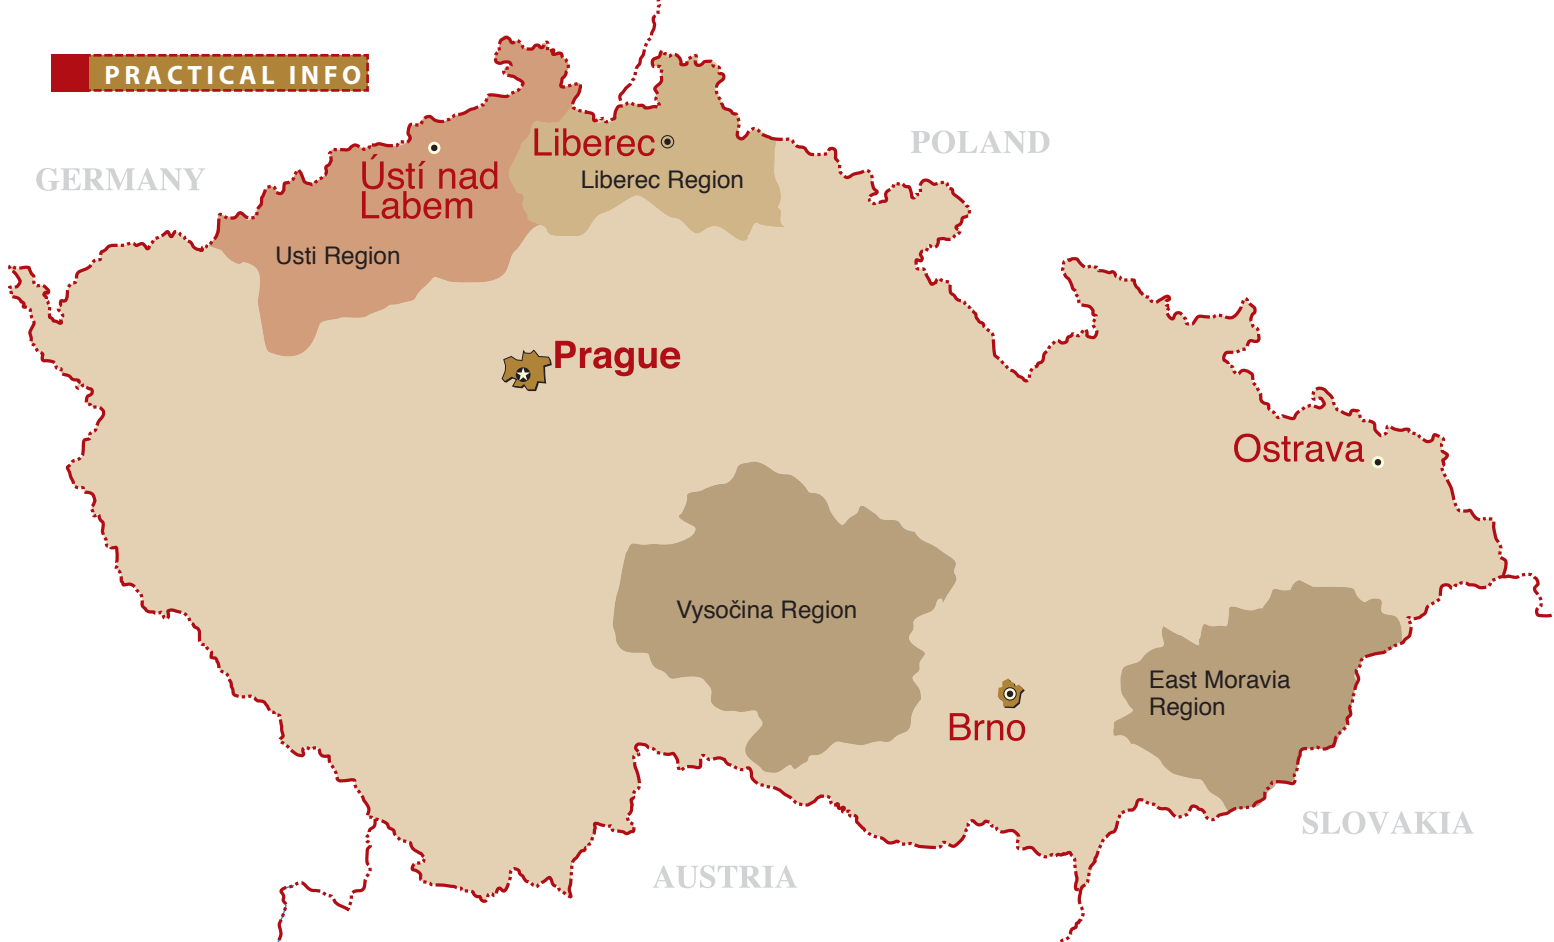 PRACTICAL INFO
POLAND
Liberec
GERMANY
Ústí nad
Labem
Liberec Region
Usti Region
Prague
Ostrava
Vysočina Region
East Moravia
Region
Brno
SLOVAKIA
AUSTRIA